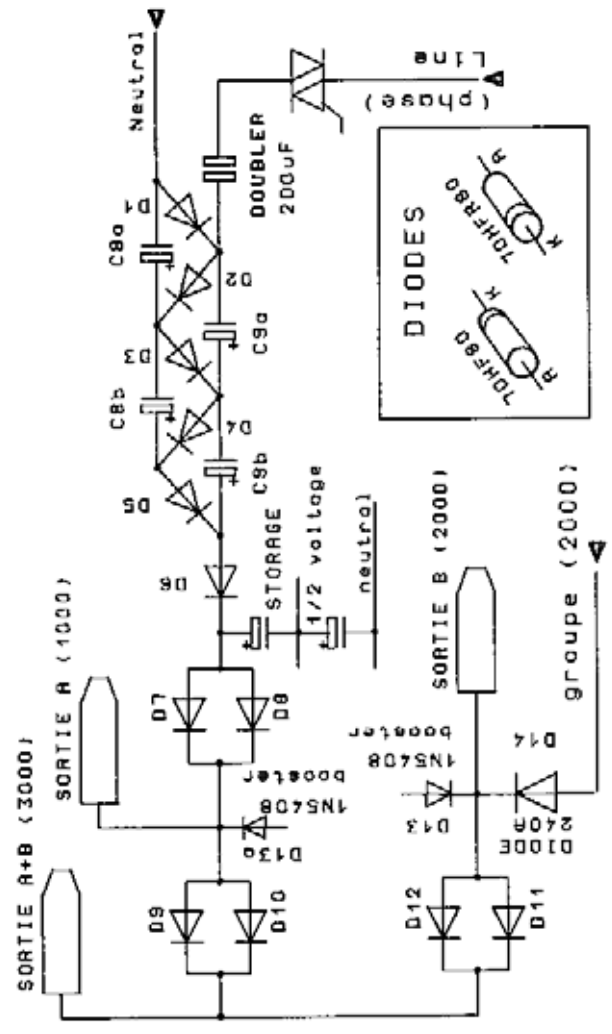 Neutral
Line
(phase)
DOUBLER
200uF
D1
C8a
D2
D3
C9a
C8b
D4
C9b
D5
D6
STORAGE
1/2 voltage
neutral
DIODES
70HF80
A
K
70HFR80
A
K
SORTIE A (1000)
SORTIE A+B (3000)
D7
D8
booster
1N5408
D13a
D9
D10
SORTIE B (2000)
groupe (2000)
booster
1N5408
D13
D14
240A
DIODE
D12
D11